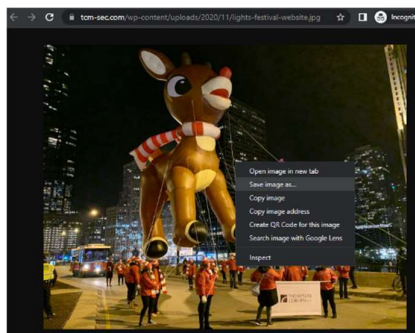 tcm-sec.com/wp-content/uploads/2020/11/lights-festival-website.jpg
Incognito
Open image in new tab
Save image as...
Copy image
Copy image address
Create QR Code for this image
Search image with Google Lens
Inspect